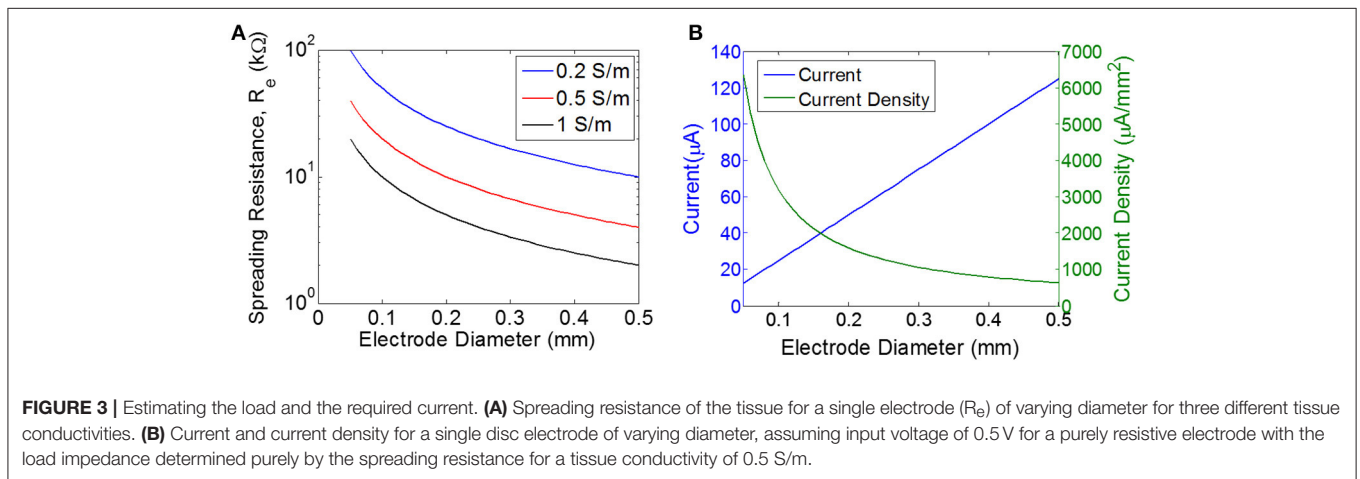 A
Spreading Resistance, R_e (kΩ)
10^2
10^1
10^0
0.2 S/m
0.5 S/m
1 S/m
0 0.1 0.2 0.3 0.4 0.5
Electrode Diameter (mm)
B
Current(μA)
140
120
100
80
60
40
20
0
Current
Current Density
7000
6000
5000
4000
3000
2000
1000
0
Current Density (μA/mm²)
0.1 0.2 0.3 0.4 0.5
Electrode Diameter (mm)
FIGURE 3 | Estimating the load and the required current. (A) Spreading resistance of the tissue for a single electrode (R_e) of varying diameter for three different tissue
conductivities. (B) Current and current density for a single disc electrode of varying diameter, assuming input voltage of 0.5 V for a purely resistive electrode with the
load impedance determined purely by the spreading resistance for a tissue conductivity of 0.5 S/m.